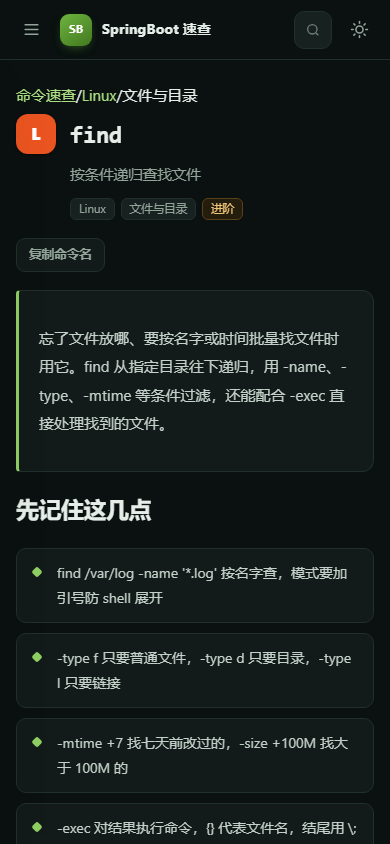 SB SpringBoot 速查
命令速查/Linux/文件与目录
L find
按条件递归查找文件
Linux 文件与目录 进阶
复制命令名
忘了文件放哪、要按名字或时间批量找文件时
用它。find 从指定目录往下递归，用 -name、-
type、-mtime 等条件过滤，还能配合 -exec 直
接处理找到的文件。
先记住这几点
find /var/log -name '*.log' 按名字查，模式要加
引号防 shell 展开
-type f 只要普通文件，-type d 只要目录，-type
l 只要链接
-mtime +7 找七天前改过的，-size +100M 找大
于 100M 的
-exec 对结果执行命令，{} 代表文件名，结尾用 \;